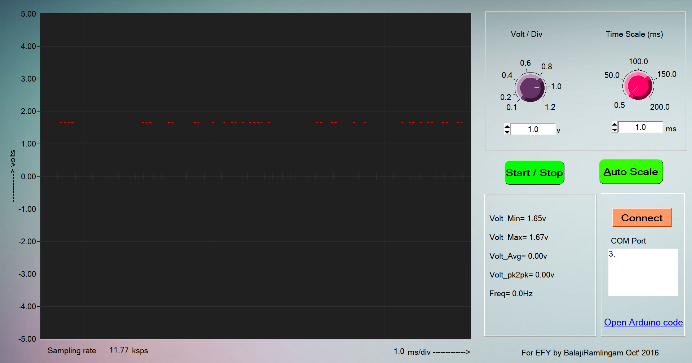 5.00
4.00
3.00
2.00
1.00
0.00
-1.00
-2.00
-3.00
-4.00
-5.00
----------> volts
Sampling rate 11.77 ksps
1.0 ms/div ------------->
Volt / Div
0.1 0.2 0.4 0.6 0.8 1.0 1.2
1.0 v
Time Scale (ms)
0.5 50.0 100.0 150.0 200.0
1.0 ms
Start / Stop
Auto Scale
Volt_Min= 1.65v
Volt_Max= 1.67v
Volt_Avg= 0.00v
Volt_pk2pk= 0.00v
Freq= 0.0Hz
Connect
COM Port
3.
Open Arduino code
For EFY by BalajiRamlingam Oct' 2016